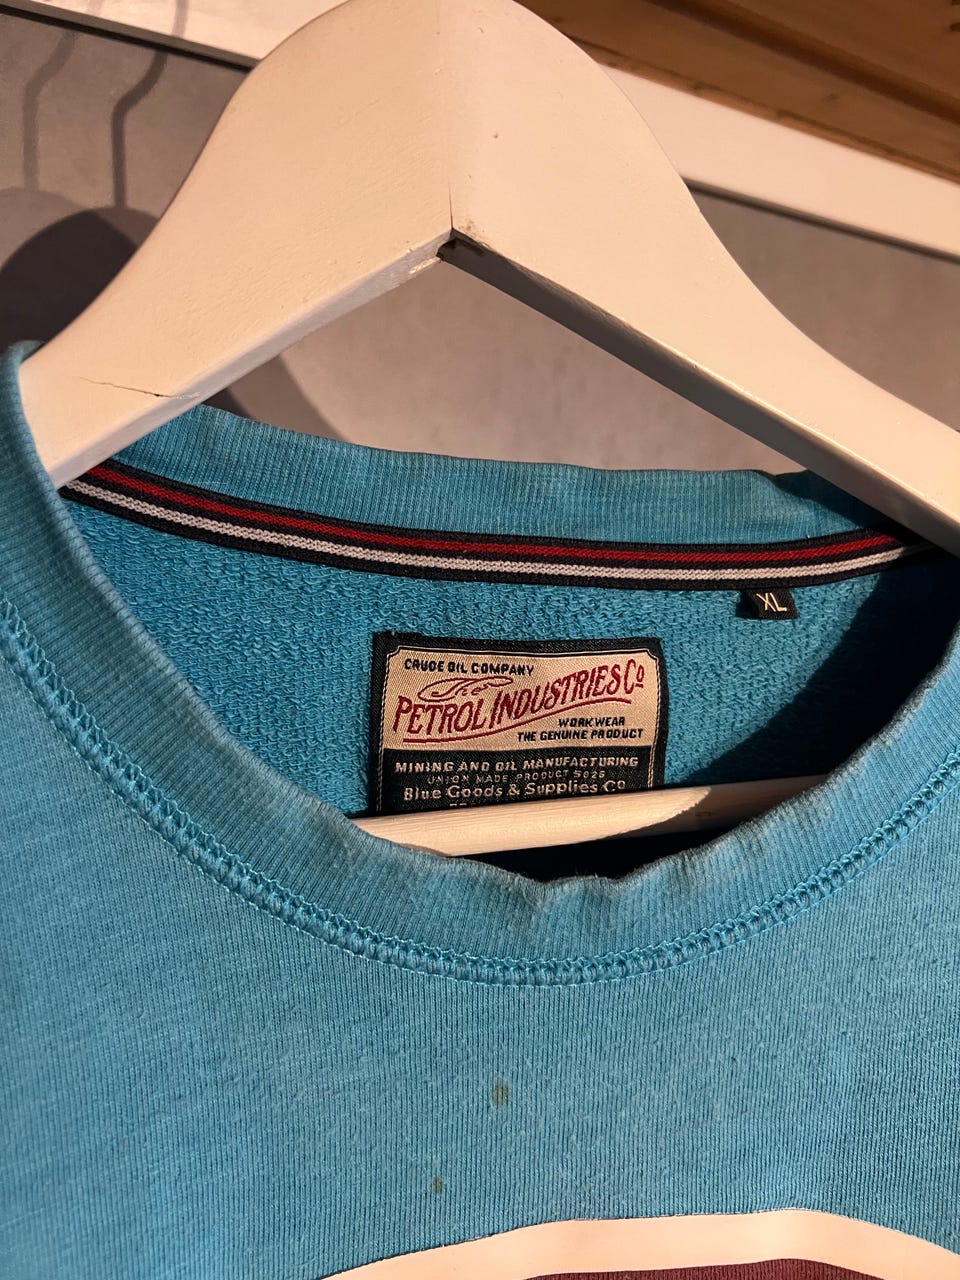 XL
CRUDE OIL COMPANY
The
PETROL INDUSTRIES Co
WORKWEAR
THE GENUINE PRODUCT
MINING AND OIL MANUFACTURING
UNION MADE PRODUCT 5026
Blue Goods & Supplies Co